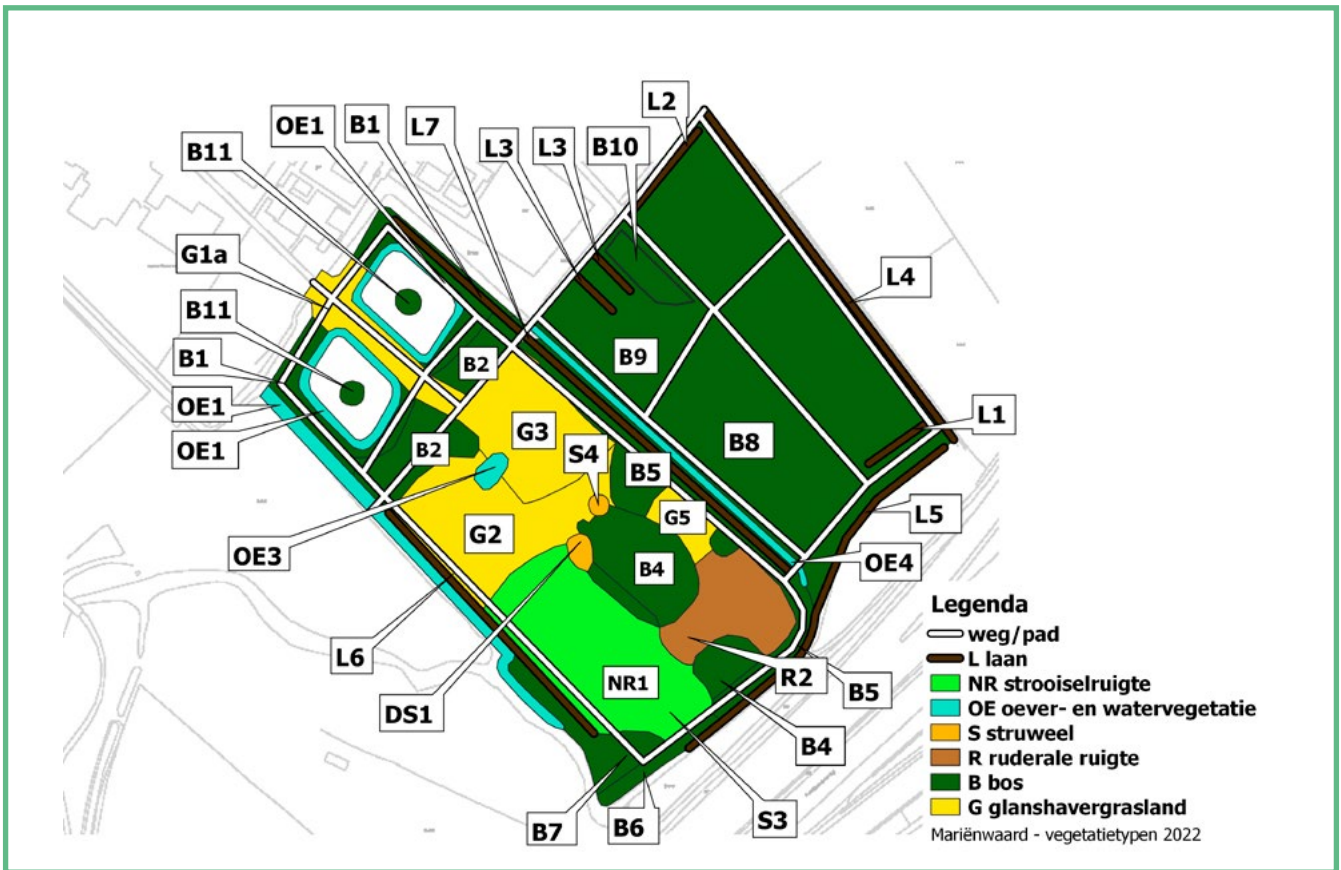 L2
OE1
B1
L7
L3
L3
B10
B11
G1a
L4
B11
B1
B2
B9
OE1
L1
OE1
B2
G3
S4
B8
B5
G5
L5
OE3
G2
B4
OE4
L6
NR1
R2
B5
DS1
B4
B7
B6
S3
Legenda
weg/pad
L laan
NR strooiselruigte
OE oever- en watervegetatie
S struweel
R ruderale ruigte
B bos
G glanshavergrasland
Mariënwaard - vegetatietypen 2022